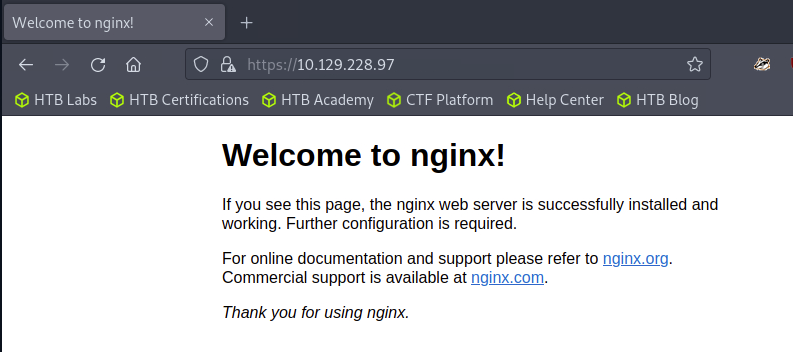 Welcome to nginx!
https://10.129.228.97
HTB Labs HTB Certifications HTB Academy CTF Platform Help Center HTB Blog
Welcome to nginx!
If you see this page, the nginx web server is successfully installed and
working. Further configuration is required.
For online documentation and support please refer to nginx.org.
Commercial support is available at nginx.com.
Thank you for using nginx.